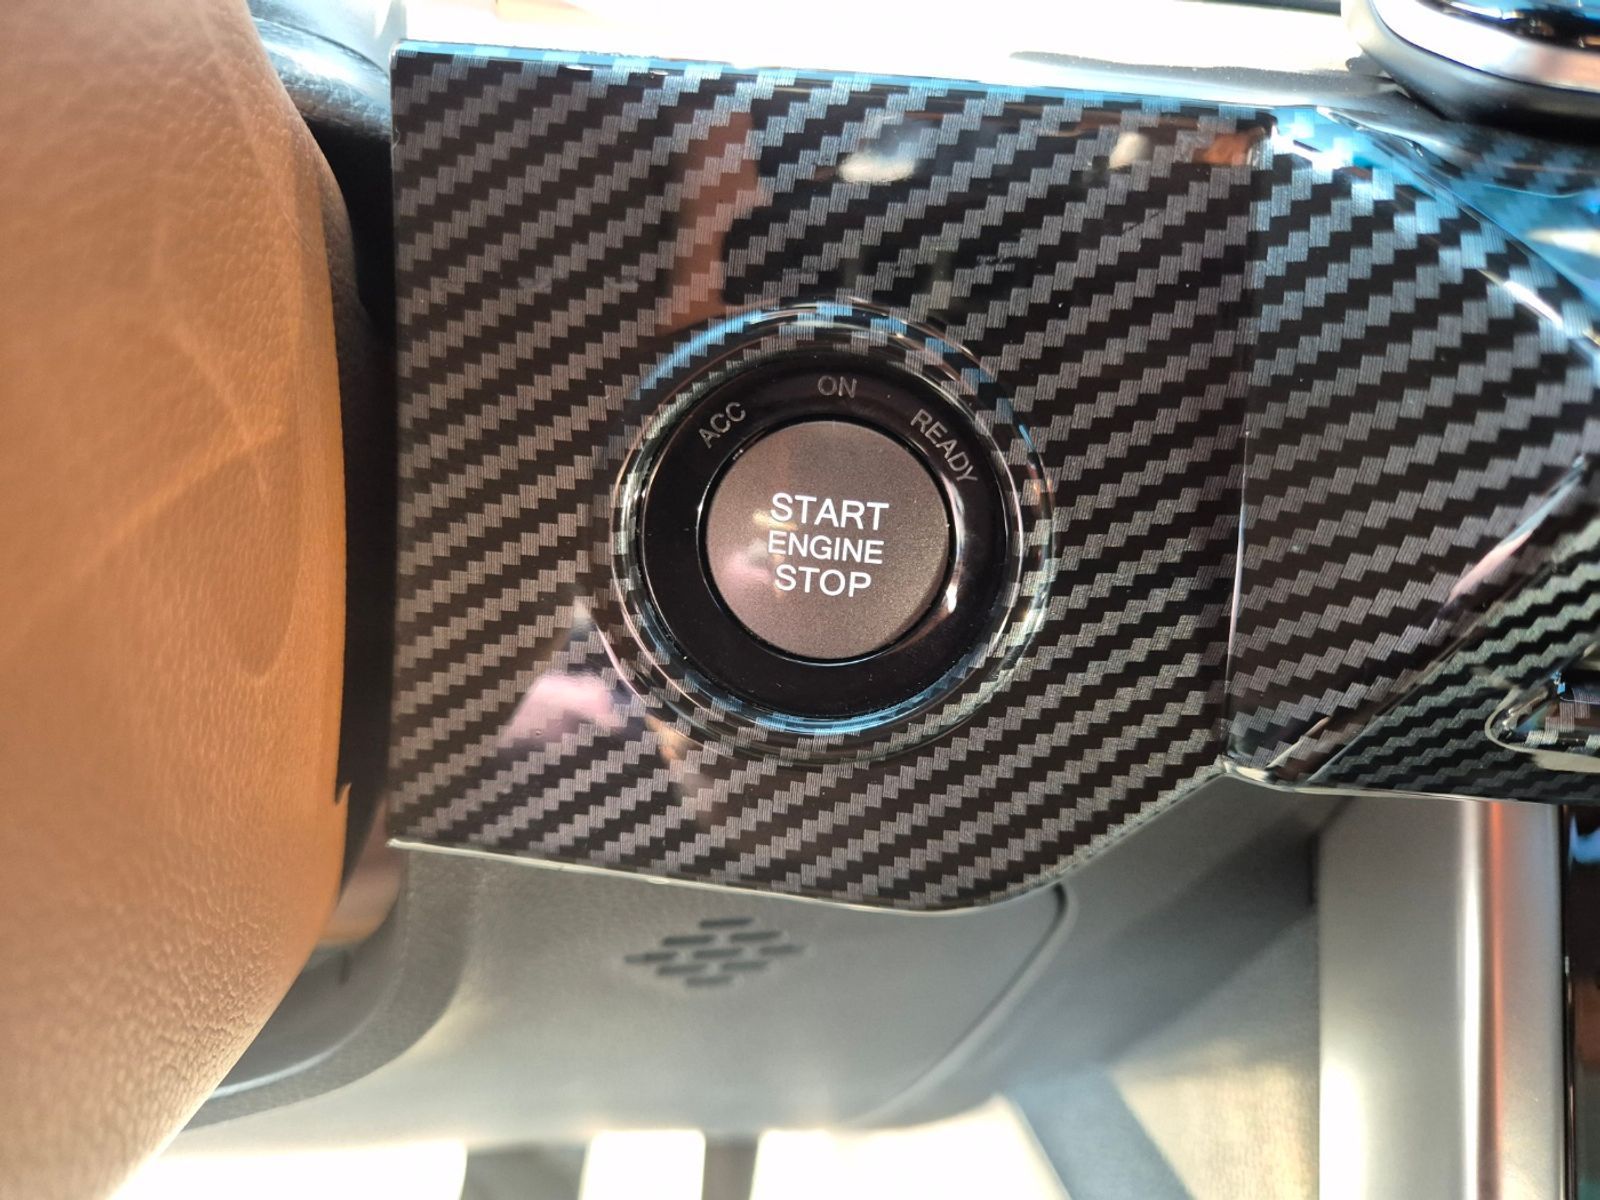 ACC
ON
READY
START
ENGINE
STOP